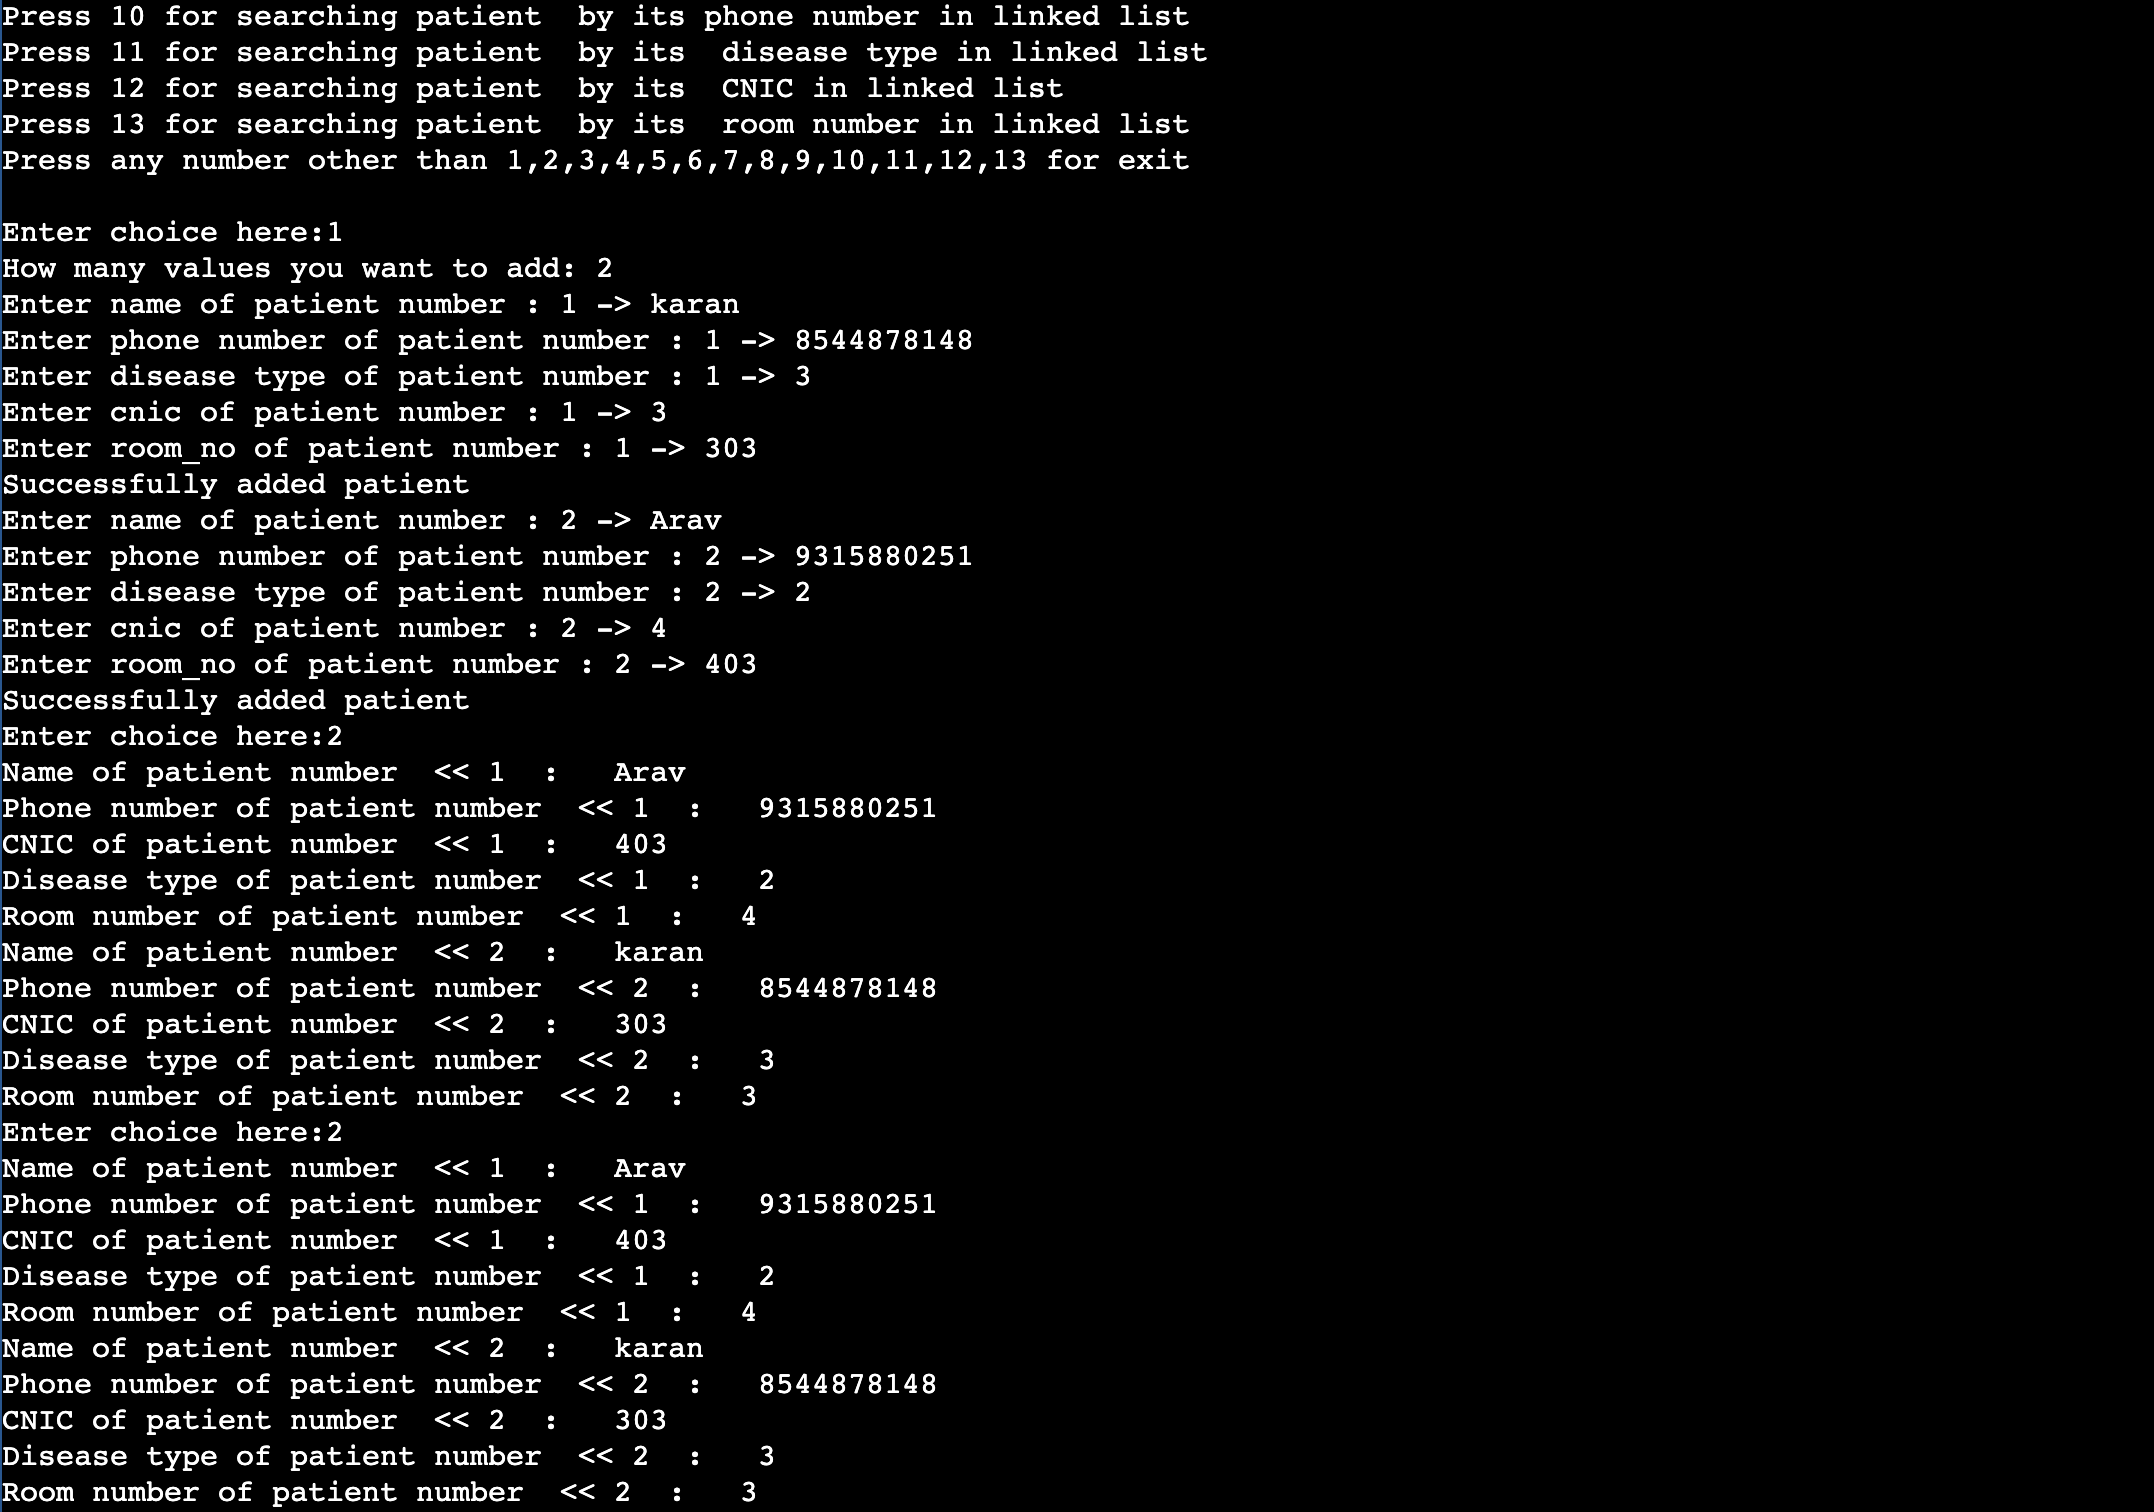 Press 10 for searching patient  by its phone number in linked list
Press 11 for searching patient  by its  disease type in linked list
Press 12 for searching patient  by its  CNIC in linked list
Press 13 for searching patient  by its  room number in linked list
Press any number other than 1,2,3,4,5,6,7,8,9,10,11,12,13 for exit
Enter choice here:1
How many values you want to add: 2
Enter name of patient number : 1 -> karan
Enter phone number of patient number : 1 -> 8544878148
Enter disease type of patient number : 1 -> 3
Enter cnic of patient number : 1 -> 3
Enter room_no of patient number : 1 -> 303
Successfully added patient
Enter name of patient number : 2 -> Arav
Enter phone number of patient number : 2 -> 9315880251
Enter disease type of patient number : 2 -> 2
Enter cnic of patient number : 2 -> 4
Enter room_no of patient number : 2 -> 403
Successfully added patient
Enter choice here:2
Name of patient number  << 1  :   Arav
Phone number of patient number  << 1  :   9315880251
CNIC of patient number  << 1  :   403
Disease type of patient number  << 1  :   2
Room number of patient number  << 1  :   4
Name of patient number  << 2  :   karan
Phone number of patient number  << 2  :   8544878148
CNIC of patient number  << 2  :   303
Disease type of patient number  << 2  :   3
Room number of patient number  << 2  :   3
Enter choice here:2
Name of patient number  << 1  :   Arav
Phone number of patient number  << 1  :   9315880251
CNIC of patient number  << 1  :   403
Disease type of patient number  << 1  :   2
Room number of patient number  << 1  :   4
Name of patient number  << 2  :   karan
Phone number of patient number  << 2  :   8544878148
CNIC of patient number  << 2  :   303
Disease type of patient number  << 2  :   3
Room number of patient number  << 2  :   3